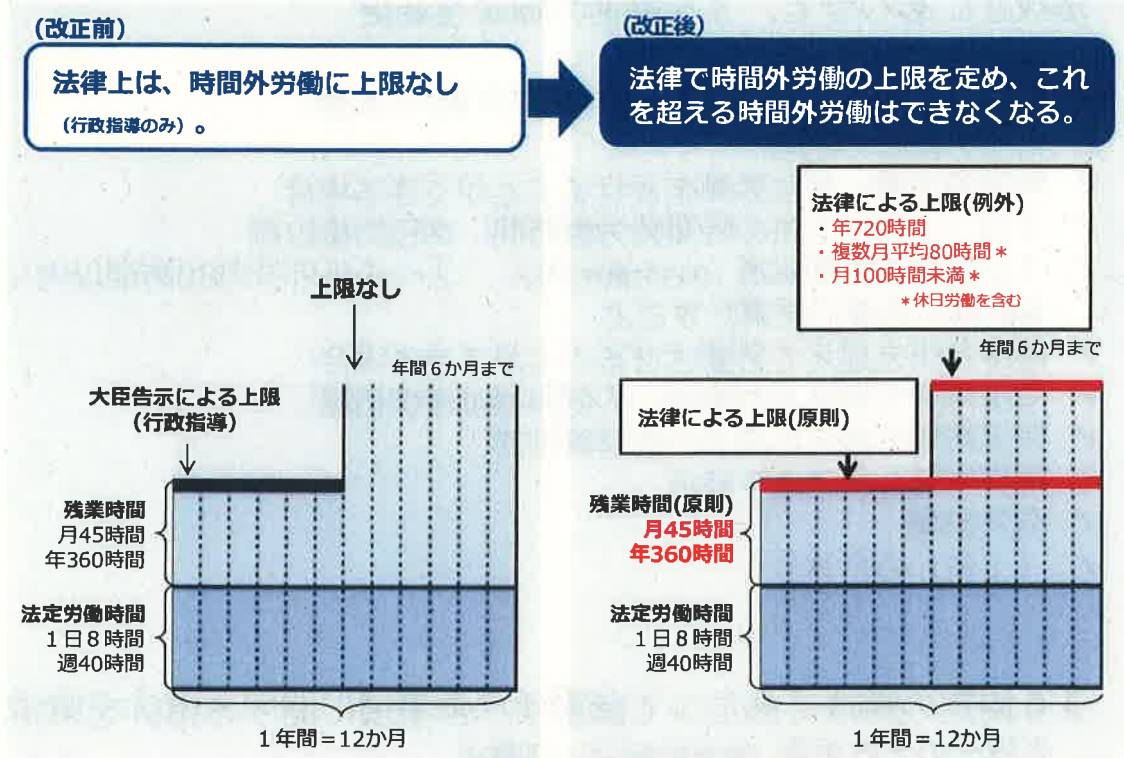 (改正前)
法律上は、時間外労働に上限なし
(行政指導のみ)。
(改正後)
法律で時間外労働の上限を定め、これ
を超える時間外労働はできなくなる。
上限なし
年間6か月まで
大臣告示による上限
(行政指導)
残業時間
月45時間
年360時間
法定労働時間
1日8時間
週40時間
1年間=12か月
法律による上限(例外)
・年720時間
・複数月平均80時間*
・月100時間未満*
*休日労働を含む
年間6か月まで
法律による上限(原則)
残業時間(原則)
月45時間
年360時間
法定労働時間
1日8時間
週40時間
1年間=12か月